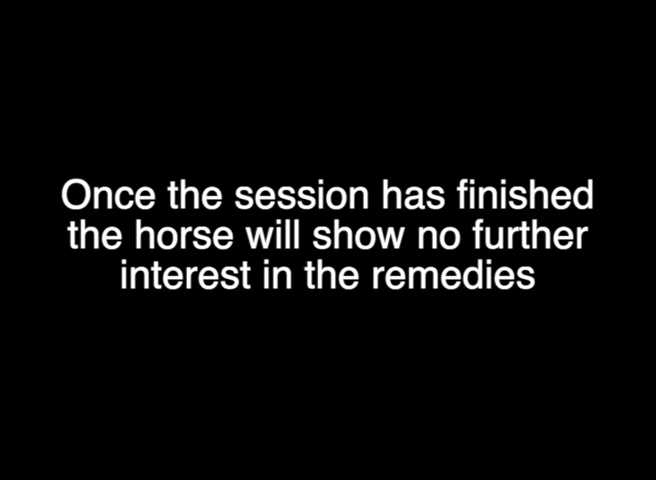 Once the session has finished
the horse will show no further
interest in the remedies